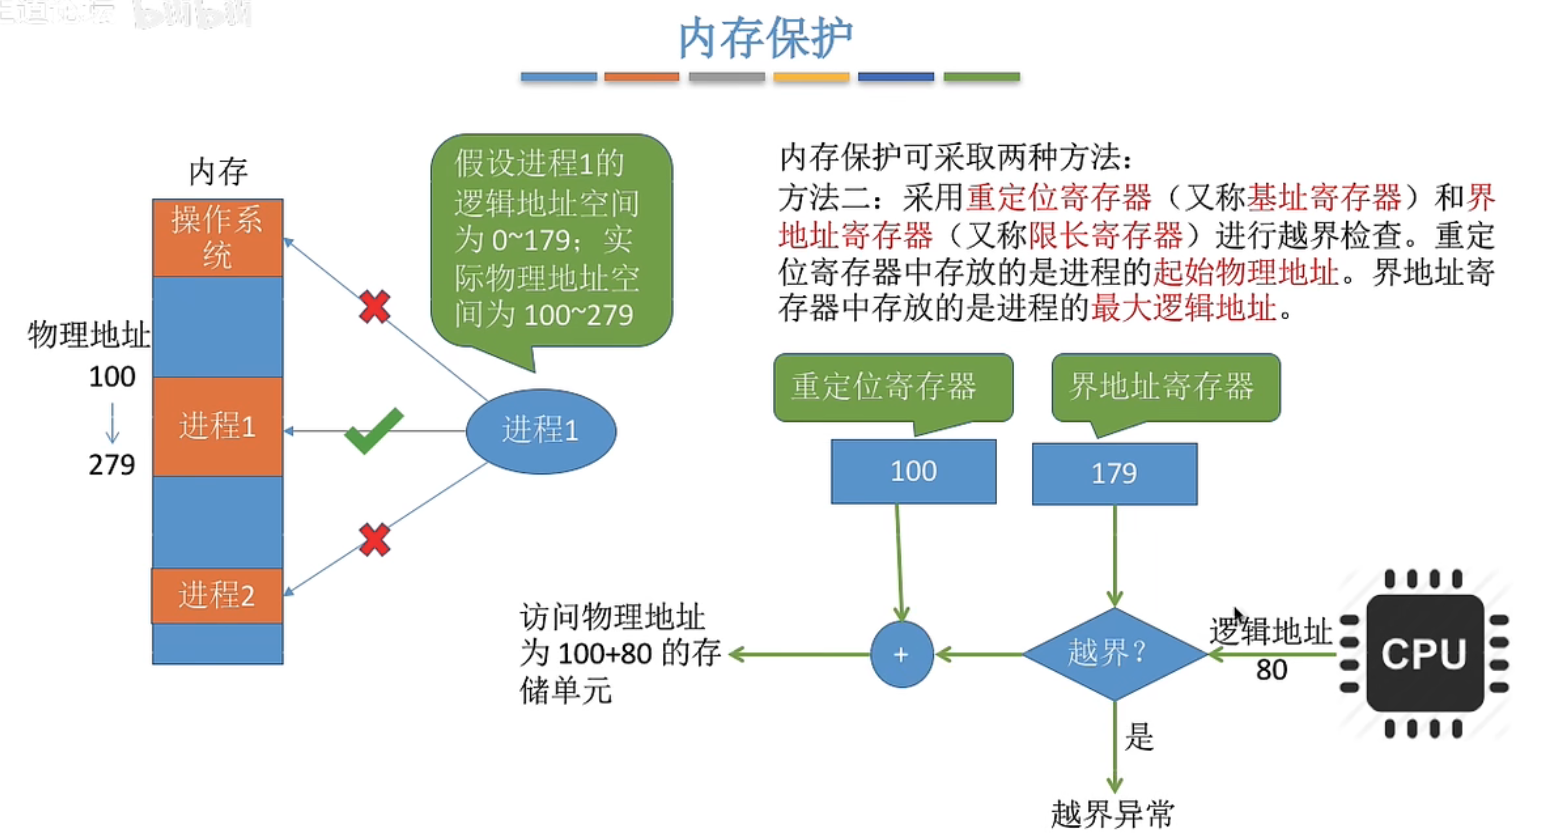 内存保护
内存
操作系
统
物理地址
100
279
进程1
进程2
假设进程1的
逻辑地址空间
为 0~179；实
际物理地址空
间为 100~279
进程1
内存保护可采取两种方法：
方法二：采用重定位寄存器（又称基址寄存器）和界
地址寄存器（又称限长寄存器）进行越界检查。重定
位寄存器中存放的是进程的起始物理地址。界地址寄
存器中存放的是进程的最大逻辑地址。
重定位寄存器
界地址寄存器
100
179
访问物理地址
为 100+80 的存
储单元
+
越界？
逻辑地址
80
CPU
是
越界异常